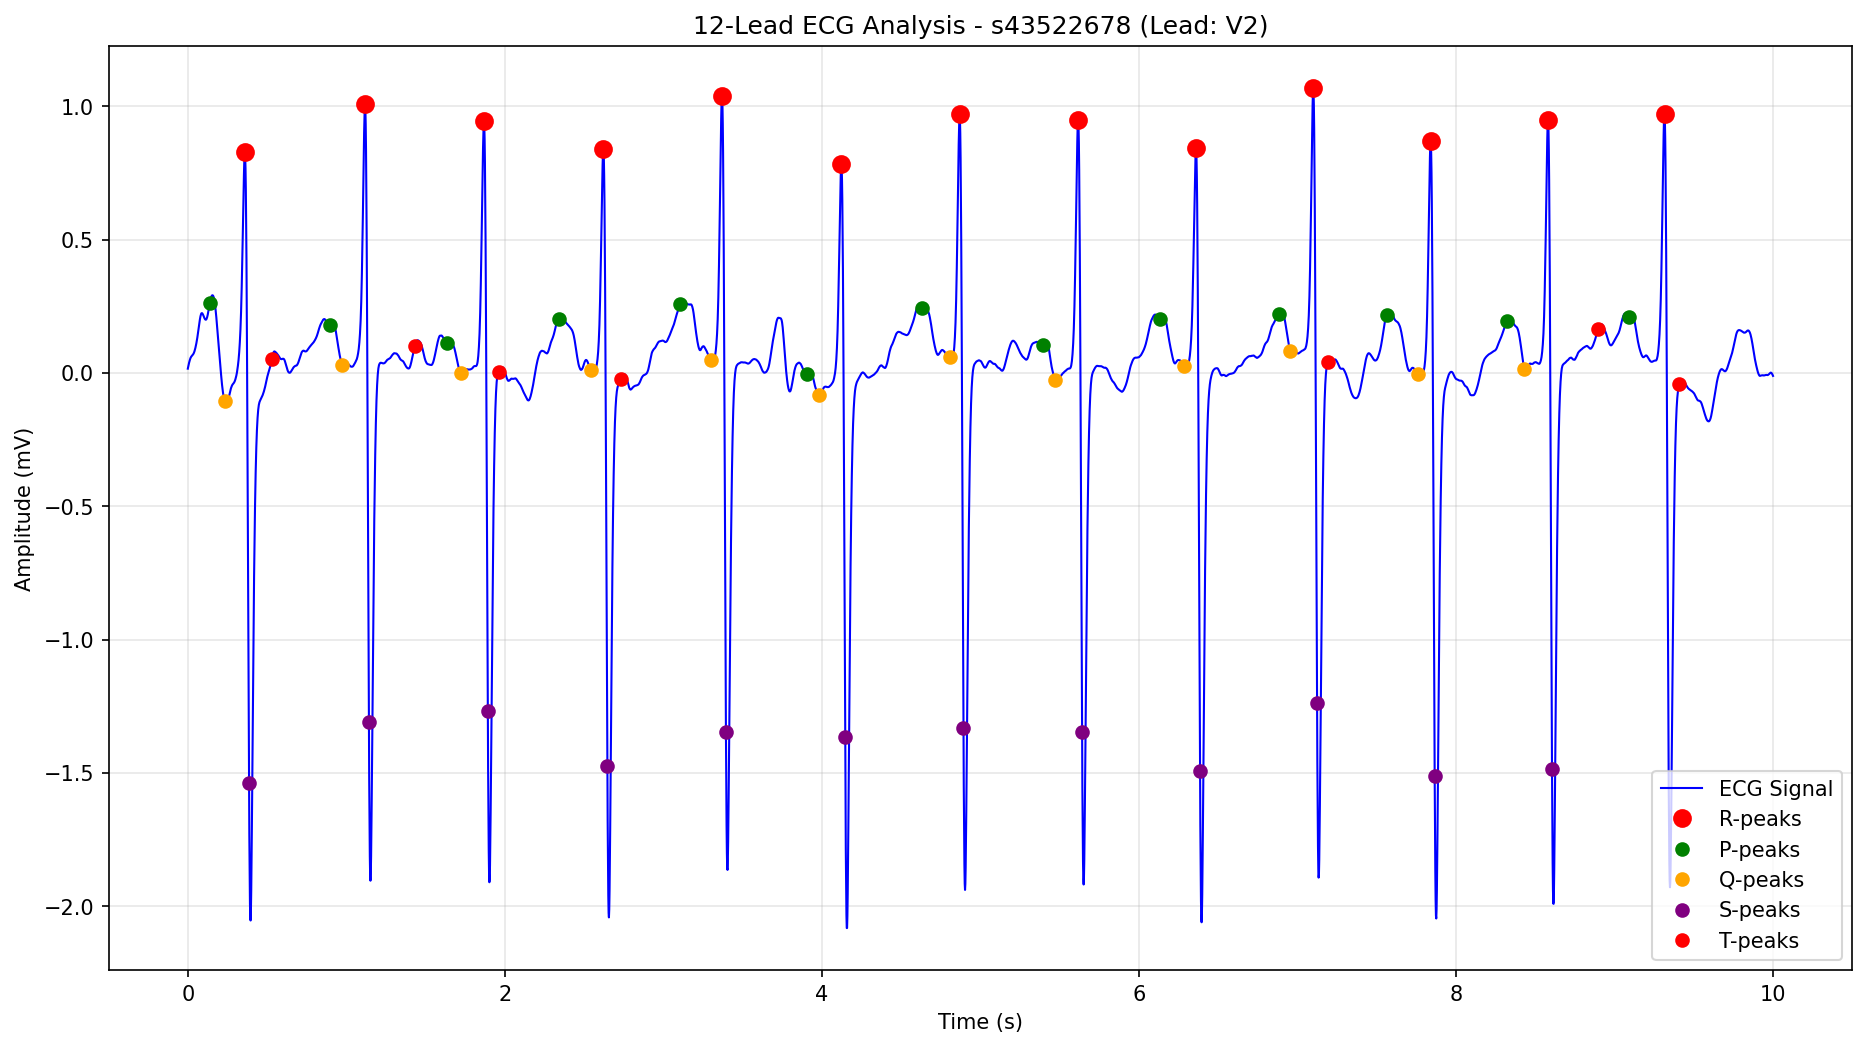 12-Lead ECG Analysis - s43522678 (Lead: V2)
Amplitude (mV)
1.0
0.5
0.0
−0.5
−1.0
−1.5
−2.0
ECG Signal
R-peaks
P-peaks
Q-peaks
S-peaks
T-peaks
0 2 4 6 8 10
Time (s)